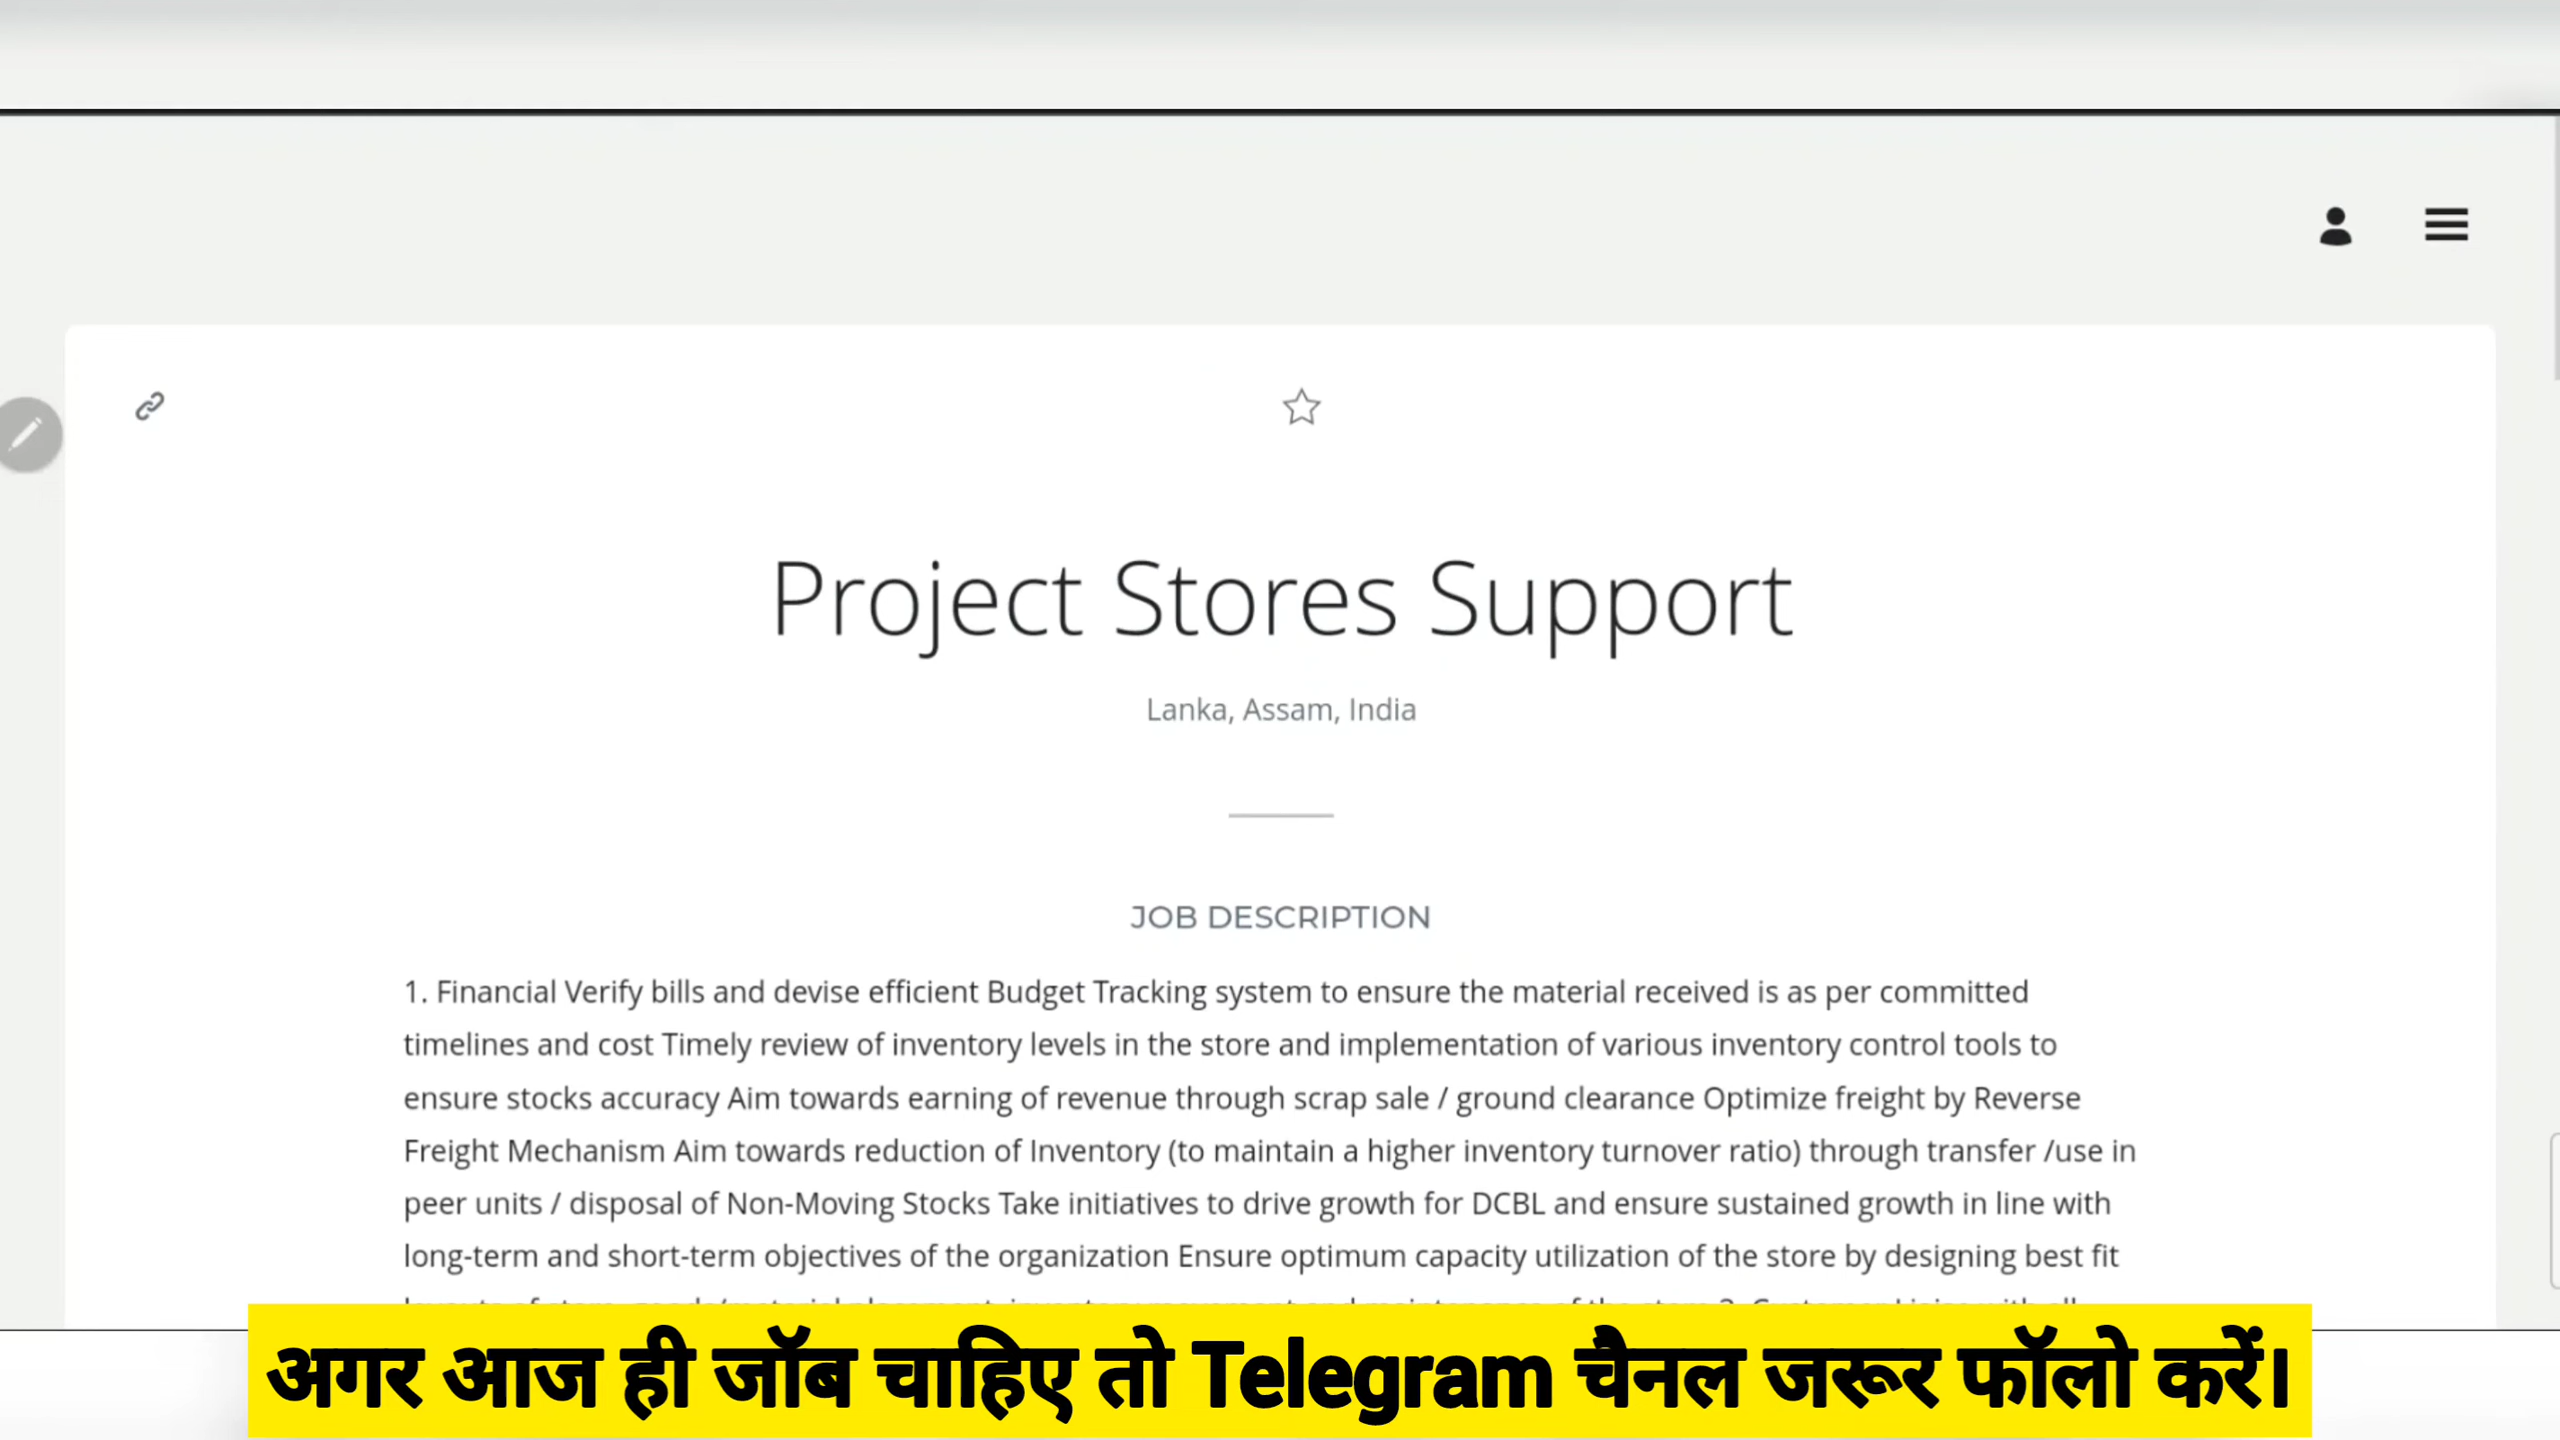 Project Stores Support
Lanka, Assam, India
JOB DESCRIPTION
1. Financial Verify bills and devise efficient Budget Tracking system to ensure the material received is as per committed
timelines and cost Timely review of inventory levels in the store and implementation of various inventory control tools to
ensure stocks accuracy Aim towards earning of revenue through scrap sale / ground clearance Optimize freight by Reverse
Freight Mechanism Aim towards reduction of Inventory (to maintain a higher inventory turnover ratio) through transfer /use in
peer units / disposal of Non-Moving Stocks Take initiatives to drive growth for DCBL and ensure sustained growth in line with
long-term and short-term objectives of the organization Ensure optimum capacity utilization of the store by designing best fit
अगर आज ही जॉब चाहिए तो Telegram चैनल जरूर फॉलो करें।